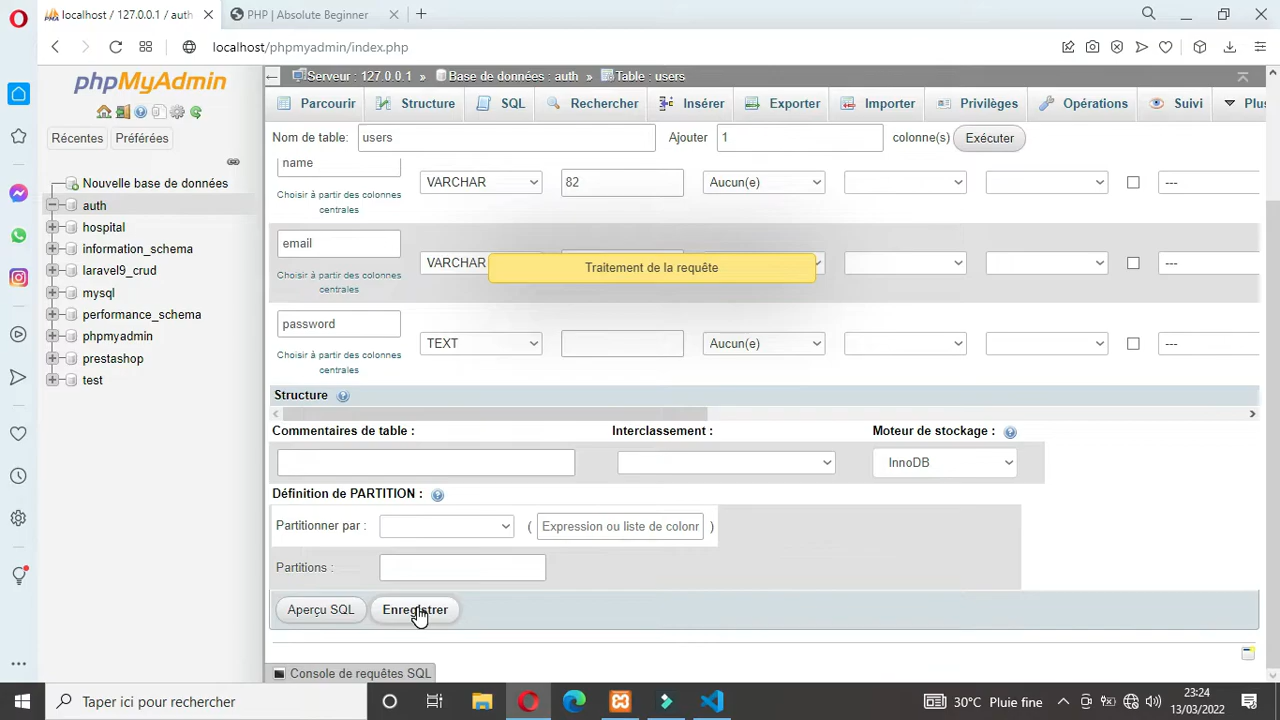 localhost / 127.0.0.1 / auth
PHP | Absolute Beginner
localhost/phpmyadmin/index.php
phpMyAdmin
Récentes
Préférées
Nouvelle base de données
auth
hospital
information_schema
laravel9_crud
mysql
performance_schema
phpmyadmin
prestashop
test
Serveur : 127.0.0.1 » Base de données : auth » Table : users
Parcourir Structure SQL Rechercher Insérer Exporter Importer Privilèges Opérations Suivi Plus
Nom de table: users Ajouter 1 colonne(s) Exécuter
name
VARCHAR 82 Aucun(e) ---
Choisir à partir des colonnes
centrales
email
VARCHAR ---
Traitement de la requête
Choisir à partir des colonnes
centrales
password
TEXT Aucun(e) ---
Choisir à partir des colonnes
centrales
Structure
Commentaires de table : Interclassement : Moteur de stockage :
InnoDB
Définition de PARTITION :
Partitionner par : ( Expression ou liste de colonr )
Partitions :
Aperçu SQL Enregistrer
Console de requêtes SQL
Taper ici pour rechercher
30°C Pluie fine
23:24
13/03/2022